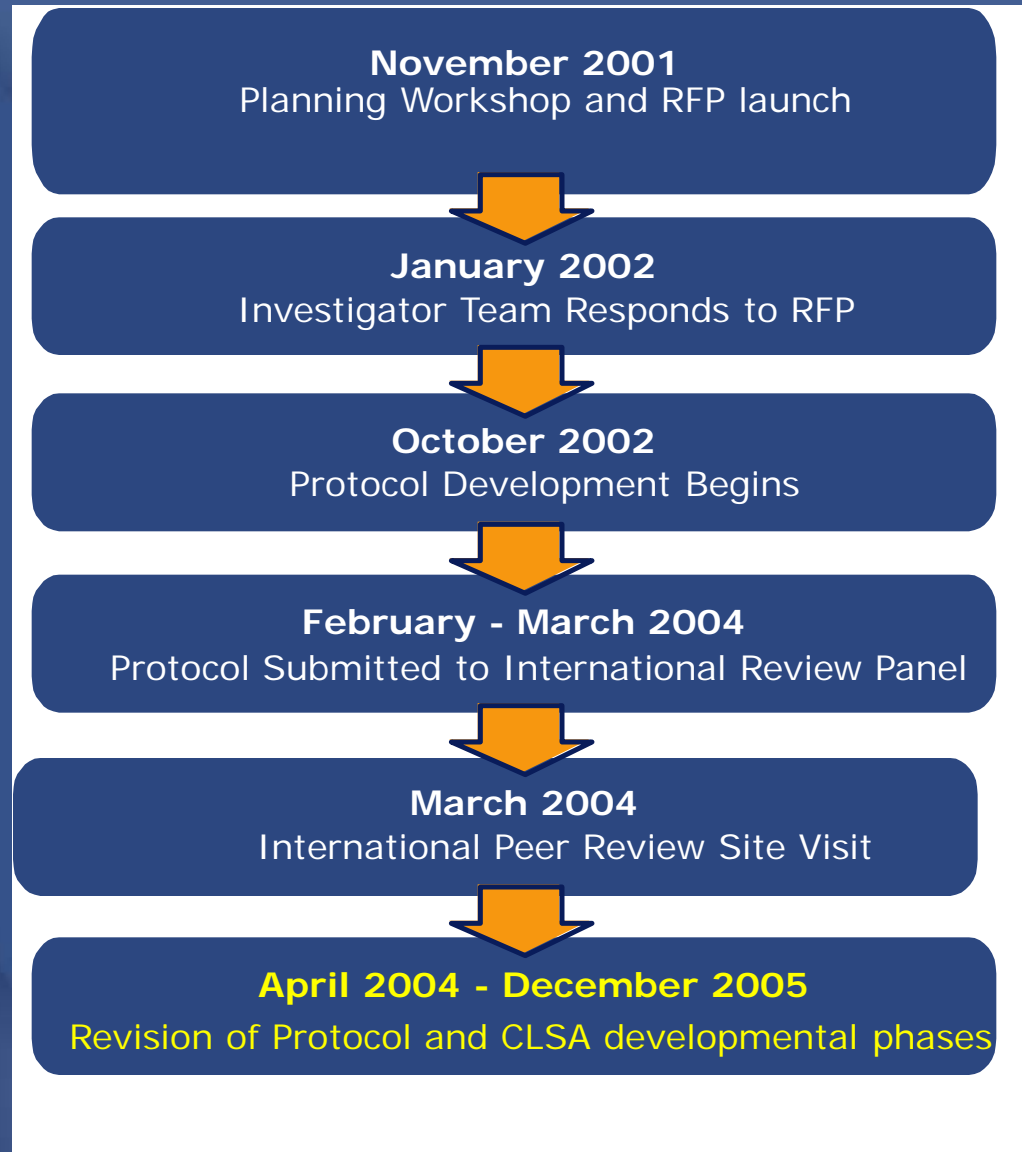 November 2001
Planning Workshop and RFP launch
January 2002
Investigator Team Responds to RFP
October 2002
Protocol Development Begins
February - March 2004
Protocol Submitted to International Review Panel
March 2004
International Peer Review Site Visit
April 2004 - December 2005
Revision of Protocol and CLSA developmental phases